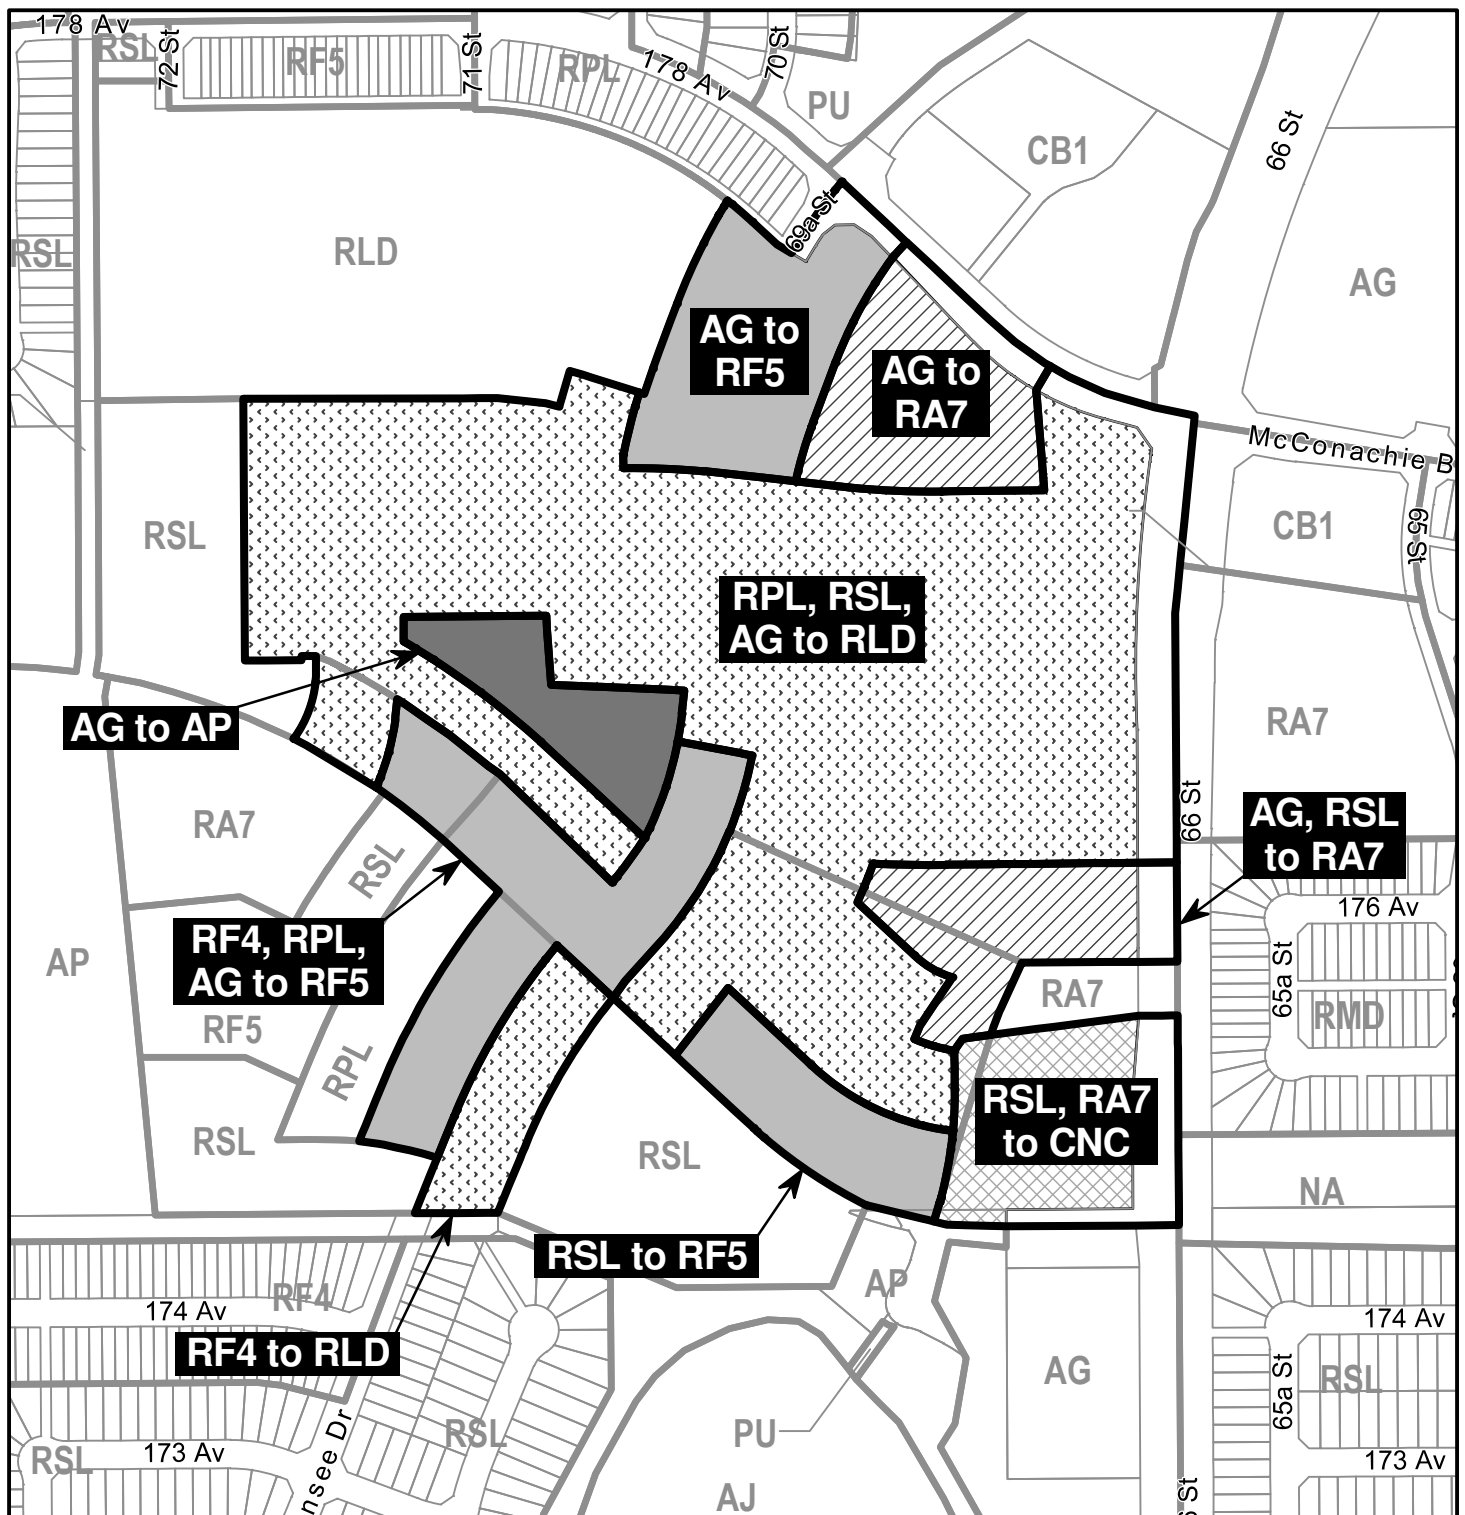 178 Av
RSL
72 St
RF5
71 St
RPL
178 Av
70 St
PU
CB1
66 St
RSL
RLD
69a St
AG
AG to
RF5
AG to
RA7
McConachie B
RSL
CB1
65 St
RPL, RSL,
AG to RLD
AG to AP
RA7
66 St
AG, RSL
to RA7
RA7
RSL
176 Av
RF4, RPL,
AG to RF5
AP
65a St
RA7
RF5
RMD
RPL
RSL, RA7
to CNC
RSL
RSL
NA
RSL to RF5
AP
RF4
174 Av
174 Av
RF4 to RLD
AG
65a St
RSL
RSL
PU
RSL
173 Av
173 Av
nsee Dr
AJ
St